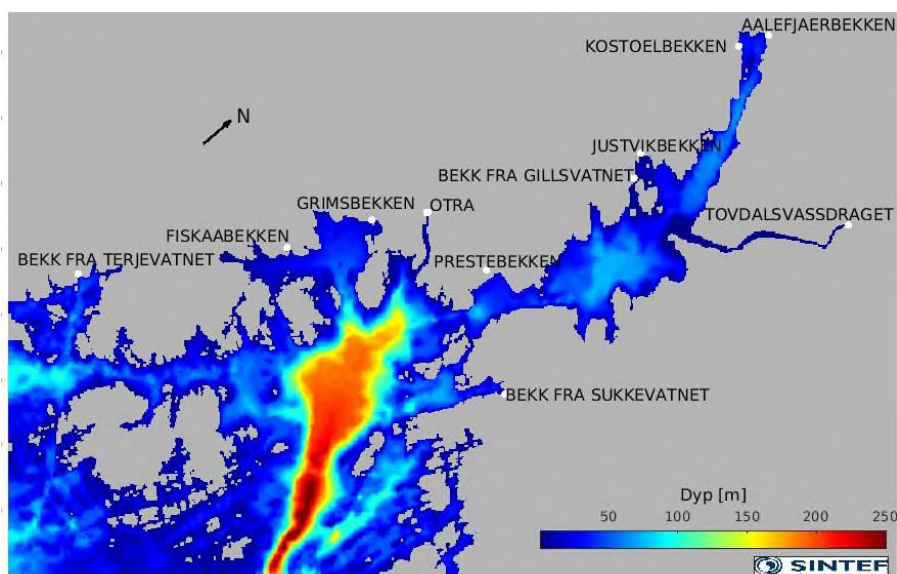 AALEFJAERBEKKEN
KOSTOELBEKKEN
N
JUSTVIKBEKKEN
BEKK FRA GILLSVATNET
GRIMSBEKKEN
OTRA
TOVDALSVASSDRAGET
FISKAABEKKEN
BEKK FRA TERJEVATNET
PRESTEBEKKEN
BEKK FRA SUKKEVATNET
Dyp [m]
50 100 150 200 250
SINTEF